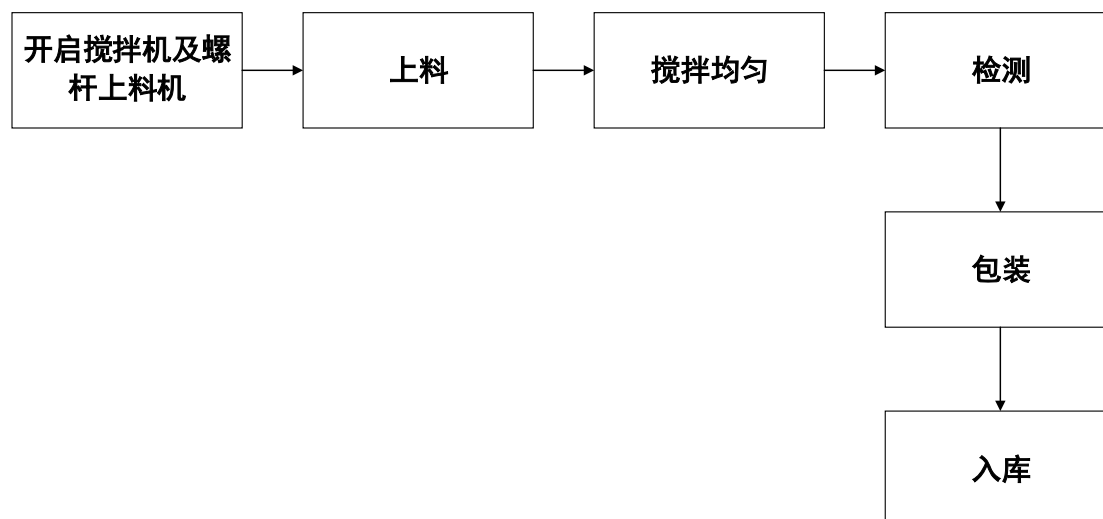 开启搅拌机及螺
杆上料机
上料
搅拌均匀
检测
包装
入库